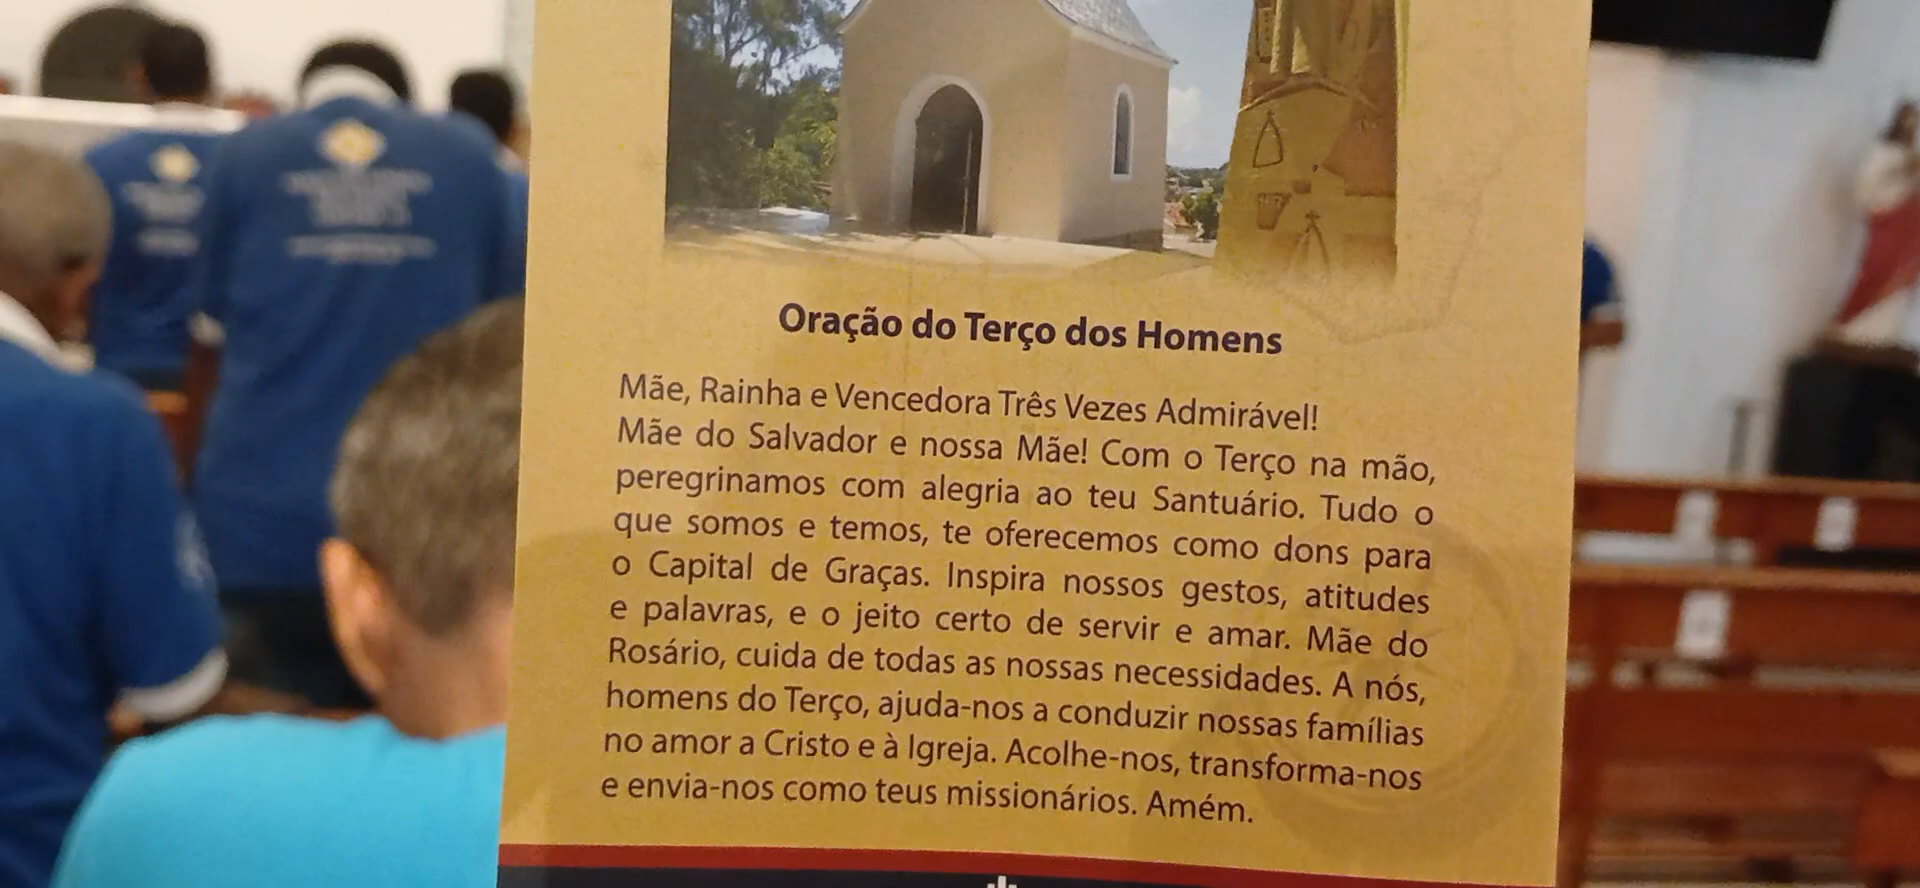 Oração do Terço dos Homens
Mãe, Rainha e Vencedora Três Vezes Admirável!
Mãe do Salvador e nossa Mãe! Com o Terço na mão,
peregrinamos com alegria ao teu Santuário. Tudo o
que somos e temos, te oferecemos como dons para
o Capital de Graças. Inspira nossos gestos, atitudes
e palavras, e o jeito certo de servir e amar. Mãe do
Rosário, cuida de todas as nossas necessidades. A nós,
homens do Terço, ajuda-nos a conduzir nossas famílias
no amor a Cristo e à Igreja. Acolhe-nos, transforma-nos
e envia-nos como teus missionários. Amém.